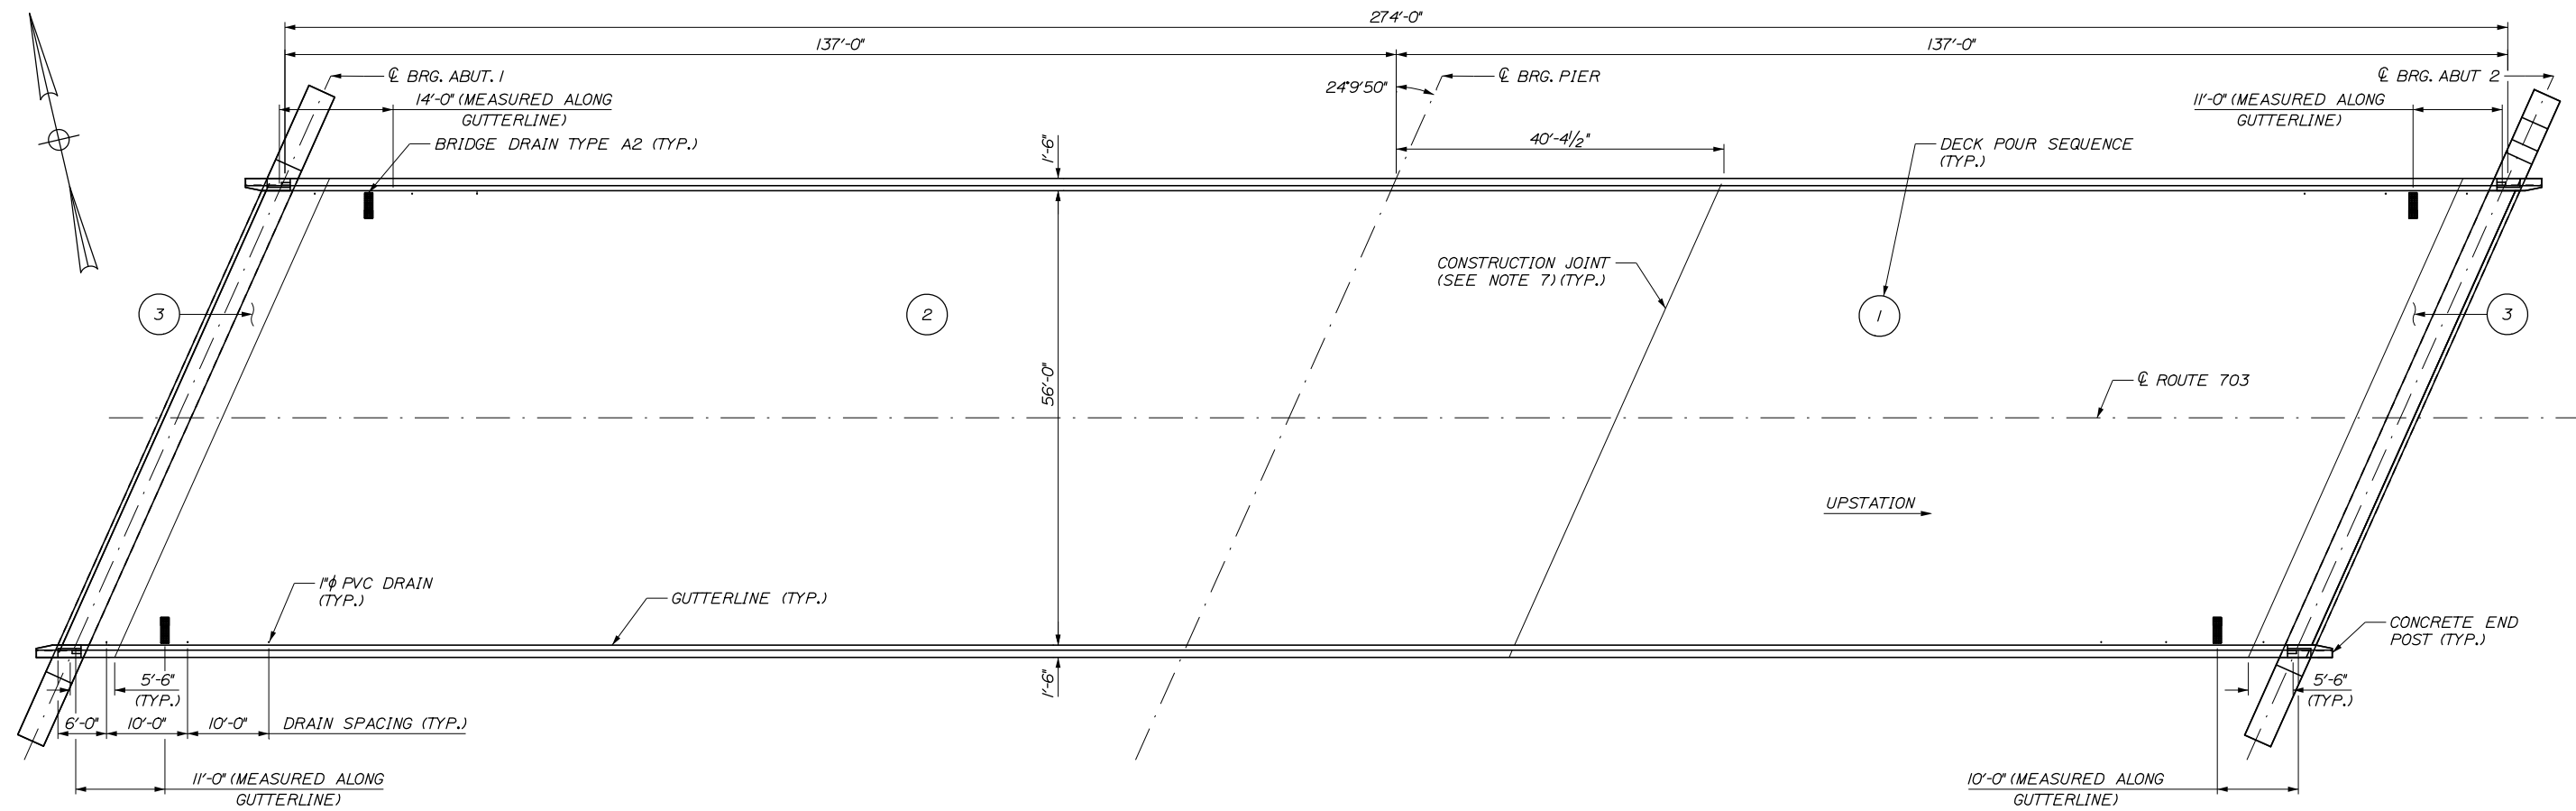 274'-0"
137'-0"
137'-0"
℄ BRG. ABUT. 1
℄ BRG. PIER
℄ BRG. ABUT 2
24°9'50"
14'-0" (MEASURED ALONG
GUTTERLINE)
11'-0" (MEASURED ALONG
GUTTERLINE)
BRIDGE DRAIN TYPE A2 (TYP.)
1'-6"
40'-4 1/2"
DECK POUR SEQUENCE
(TYP.)
CONSTRUCTION JOINT
(SEE NOTE 7) (TYP.)
3
2
1
3
56'-0"
℄ ROUTE 703
UPSTATION
1"ϕ PVC DRAIN
(TYP.)
GUTTERLINE (TYP.)
CONCRETE END
POST (TYP.)
5'-6"
(TYP.)
1'-6"
5'-6"
(TYP.)
6'-0"
10'-0"
10'-0"
DRAIN SPACING (TYP.)
11'-0" (MEASURED ALONG
GUTTERLINE)
10'-0" (MEASURED ALONG
GUTTERLINE)